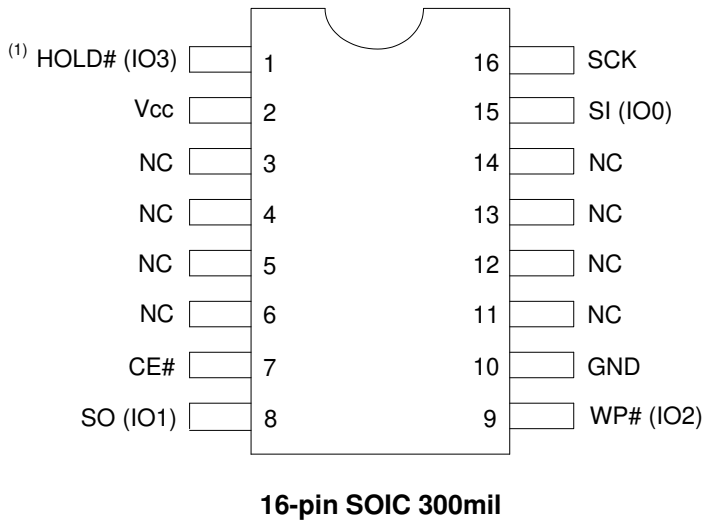 (1) HOLD# (IO3) 1 16 SCK
Vcc 2 15 SI (IO0)
NC 3 14 NC
NC 4 13 NC
NC 5 12 NC
NC 6 11 NC
CE# 7 10 GND
SO (IO1) 8 9 WP# (IO2)
16-pin SOIC 300mil